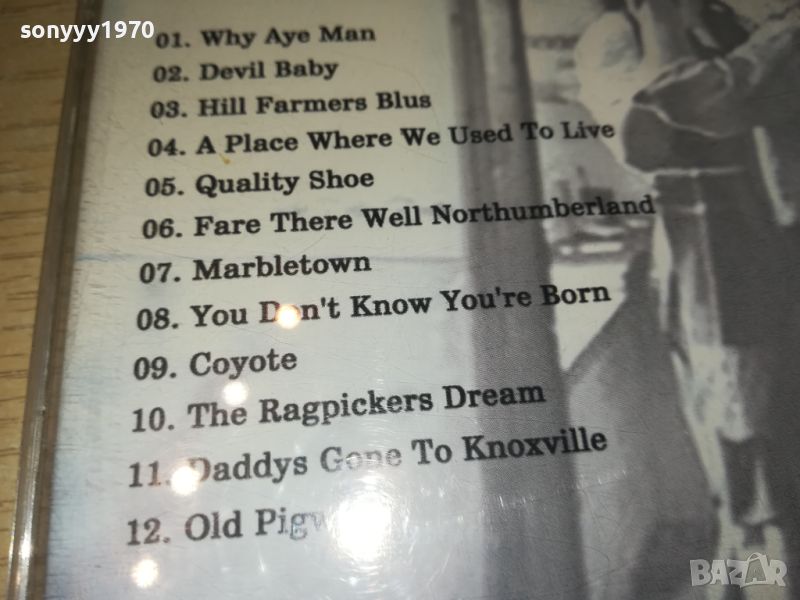 sonyyy1970
01. Why Aye Man
02. Devil Baby
03. Hill Farmers Blus
04. A Place Where We Used To Live
05. Quality Shoe
06. Fare There Well Northumberland
07. Marbletown
08. You Don't Know You're Born
09. Coyote
10. The Ragpickers Dream
11. Daddys Gone To Knoxville
12. Old
BAZAR